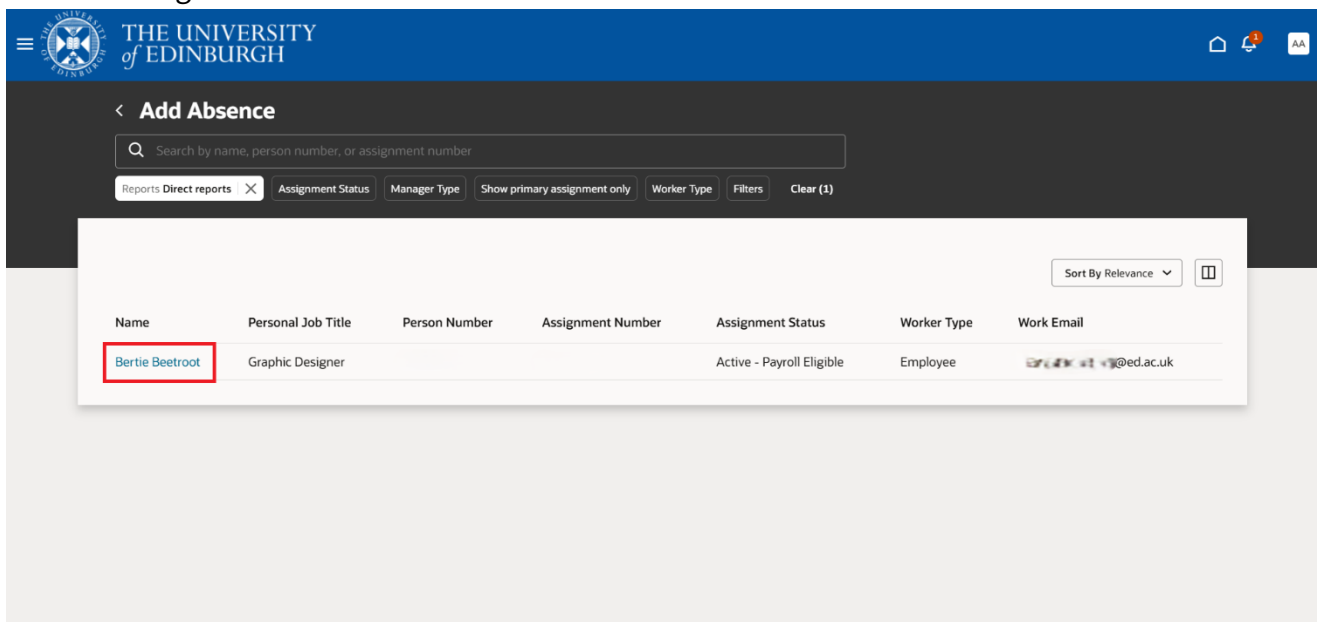 THE UNIVERSITY
of EDINBURGH
1
AA
Add Absence
Search by name, person number, or assignment number
Reports Direct reports
Assignment Status
Manager Type
Show primary assignment only
Worker Type
Filters
Clear (1)
Sort By Relevance
Name Personal Job Title Person Number Assignment Number Assignment Status Worker Type Work Email
Bertie Beetroot Graphic Designer Active - Payroll Eligible Employee @ed.ac.uk